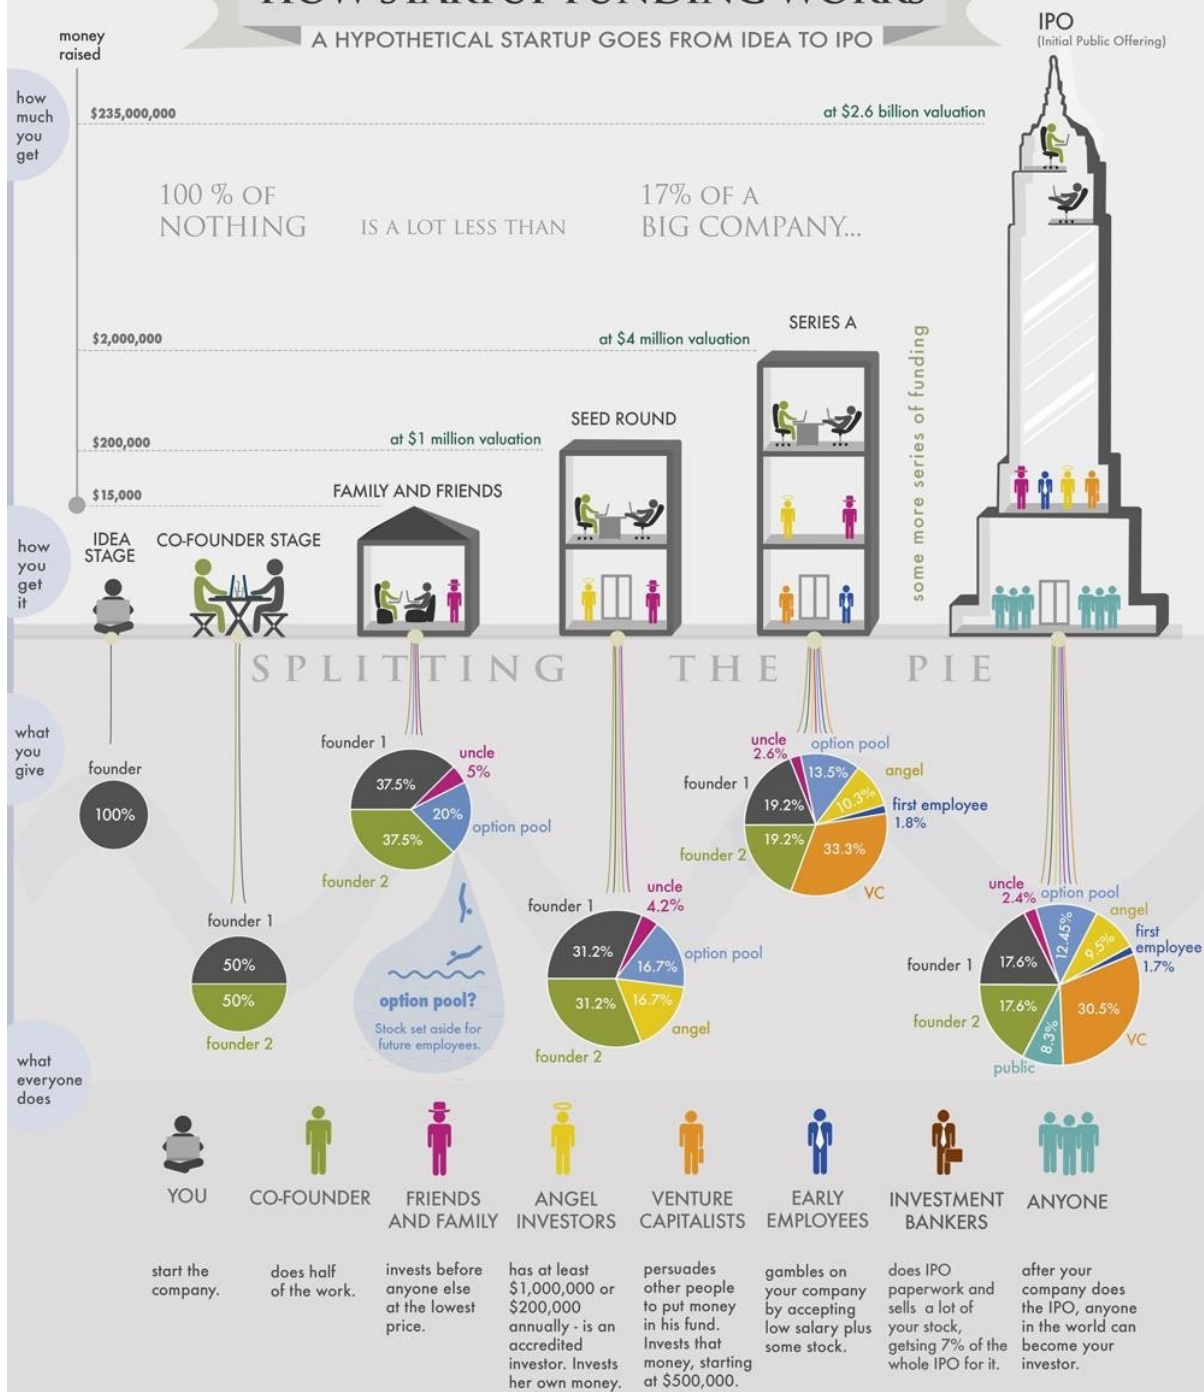 HOW STARTUP FUNDING WORKS
A HYPOTHETICAL STARTUP GOES FROM IDEA TO IPO
IPO
(Initial Public Offering)
money
raised
how
much
you
get
$235,000,000
at $2.6 billion valuation
100 % OF
NOTHING
IS A LOT LESS THAN
17% OF A
BIG COMPANY...
SERIES A
$2,000,000
at $4 million valuation
some more series of funding
SEED ROUND
$200,000
at $1 million valuation
FAMILY AND FRIENDS
$15,000
how
you
get
it
IDEA
STAGE
CO-FOUNDER STAGE
SPLITTING THE PIE
what
you
give
founder
100%
founder 1
50%
50%
founder 2
founder 1
uncle
5%
37.5%
20%
option pool
37.5%
founder 2
option pool?
Stock set aside for
future employees.
founder 1
uncle
4.2%
31.2%
option pool
16.7%
31.2%
16.7%
angel
founder 2
uncle
2.6%
option pool
founder 1
13.5%
angel
10.3%
19.2%
first employee
1.8%
19.2%
founder 2
33.3%
VC
uncle
2.4%
option pool
12.45%
angel
9.5%
first
employee
1.7%
founder 1
17.6%
17.6%
30.5%
founder 2
8.3%
VC
public
what
everyone
does
YOU
start the
company.
CO-FOUNDER
does half
of the work.
FRIENDS
AND FAMILY
invests before
anyone else
at the lowest
price.
ANGEL
INVESTORS
has at least
$1,000,000 or
$200,000
annually - is an
accredited
investor. Invests
her own money.
VENTURE
CAPITALISTS
persuades
other people
to put money
in his fund.
Invests that
money, starting
at $500,000.
EARLY
EMPLOYEES
gambles on
your company
by accepting
low salary plus
some stock.
INVESTMENT
BANKERS
does IPO
paperwork and
sells a lot of
your stock,
getsing 7% of the
whole IPO for it.
ANYONE
after your
company does
the IPO, anyone
in the world can
become your
investor.